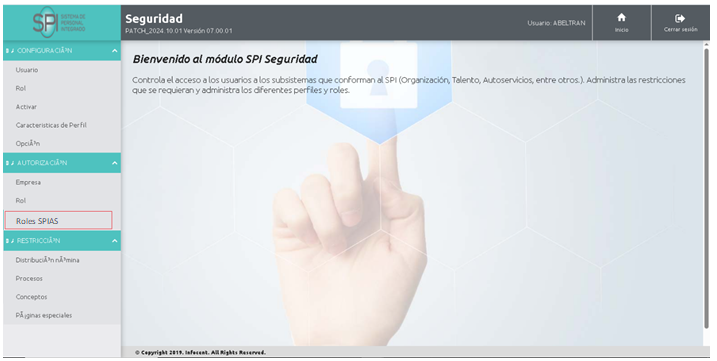 SPI SISTEMA DE
PERSONAL
INTEGRADO
Seguridad
PATCH_2024.10.01 Versión 07.00.01
Usuario: ABELTRAN
Inicio
Cerrar sesión
CONFIGURACIÃ³N
Usuario
Rol
Activar
Características de Perfil
OpciÃ³n
AUTORIZACIÃ³N
Empresa
Rol
Roles SPIAS
RESTRICCIÃ³N
DistribuciÃ³n nÃ³mina
Procesos
Conceptos
PÃ¡ginas especiales
Bienvenido al módulo SPI Seguridad
Controla el acceso a los usuarios a los subsistemas que conforman al SPI (Organización, Talento, Autoservicios, entre otros.). Administra las restricciones
que se requieran y administra los diferentes perfiles y roles.
© Copyright 2019. Infocent. All Rights Reserved.